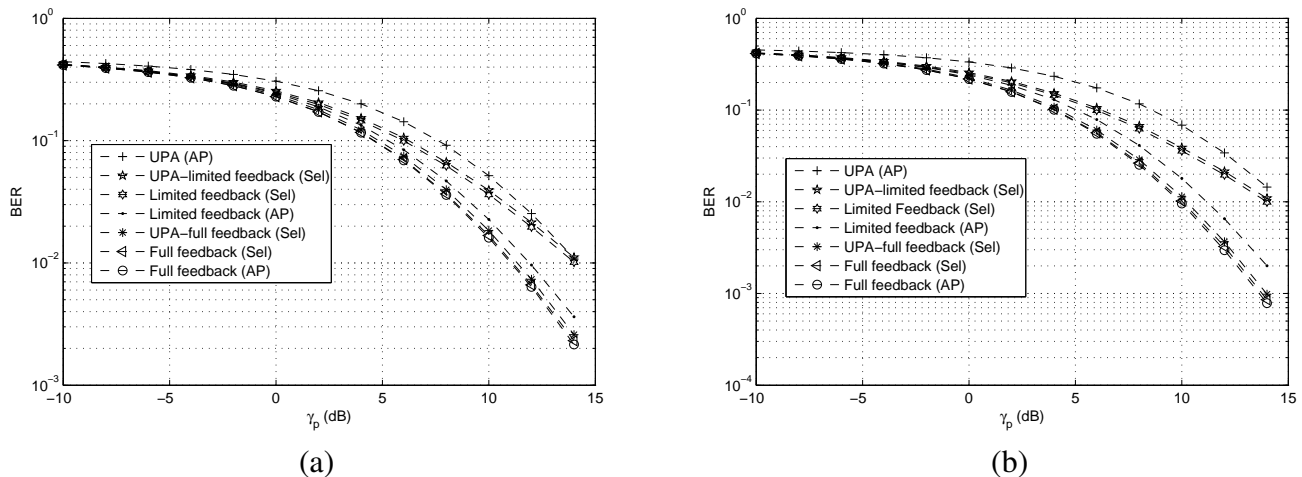 10^0
10^-1
10^-2
10^-3
BER
UPA (AP)
UPA-limited feedback (Sel)
Limited feedback (Sel)
Limited feedback (AP)
UPA-full feedback (Sel)
Full feedback (Sel)
Full feedback (AP)
-10 -5 0 5 10 15
γ_p (dB)
(a)
10^0
10^-1
10^-2
10^-3
10^-4
BER
UPA (AP)
UPA-limited feedback (Sel)
Limited Feedback (Sel)
Limited feedback (AP)
UPA-full feedback (Sel)
Full feedback (Sel)
Full feedback (AP)
-10 -5 0 5 10 15
γ_p (dB)
(b)